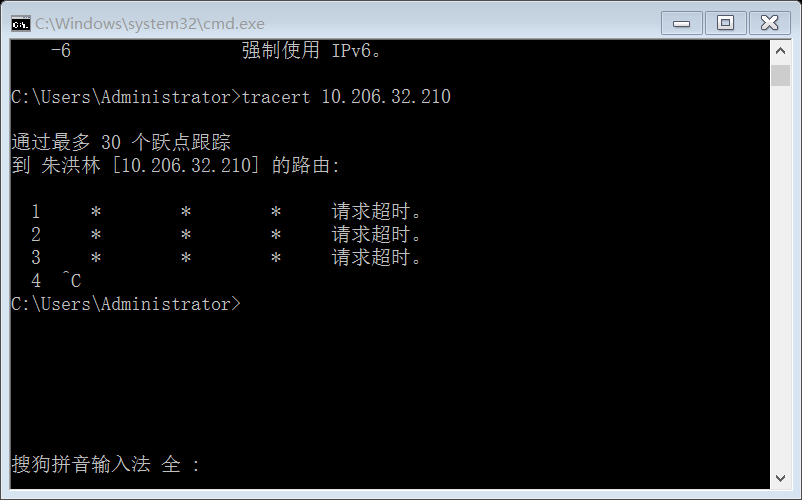 C:\Windows\system32\cmd.exe
-6 强制使用 IPv6。
C:\Users\Administrator>tracert 10.206.32.210
通过最多 30 个跃点跟踪
到 朱洪林 [10.206.32.210] 的路由:
1 * * * 请求超时。
2 * * * 请求超时。
3 * * * 请求超时。
4 ^C
C:\Users\Administrator>
搜狗拼音输入法 全 :